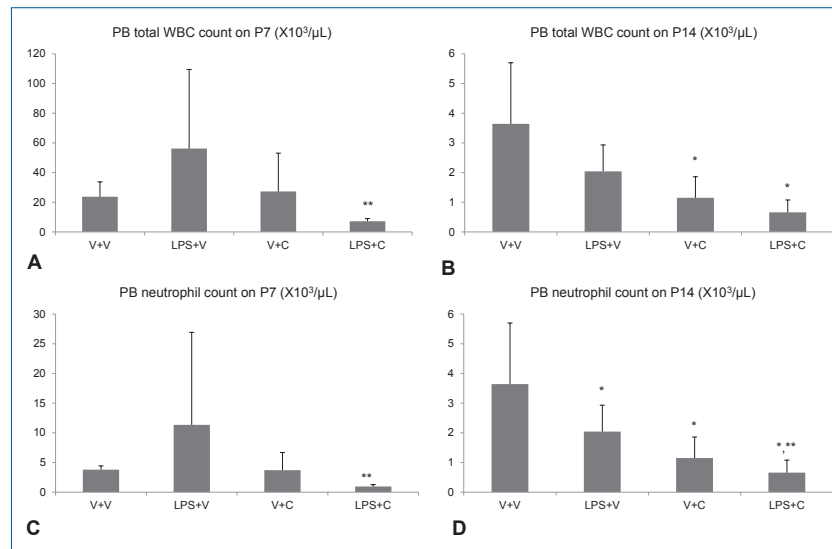 PB total WBC count on P7 (X10³/μL)
120
100
80
60
40
20
0
**
V+V LPS+V V+C LPS+C
A
PB total WBC count on P14 (X10³/μL)
6
5
4
3
2
1
0
*
*
V+V LPS+V V+C LPS+C
B
PB neutrophil count on P7 (X10³/μL)
30
25
20
15
10
5
0
**
V+V LPS+V V+C LPS+C
C
PB neutrophil count on P14 (X10³/μL)
6
5
4
3
2
1
0
*
*
*,**
V+V LPS+V V+C LPS+C
D